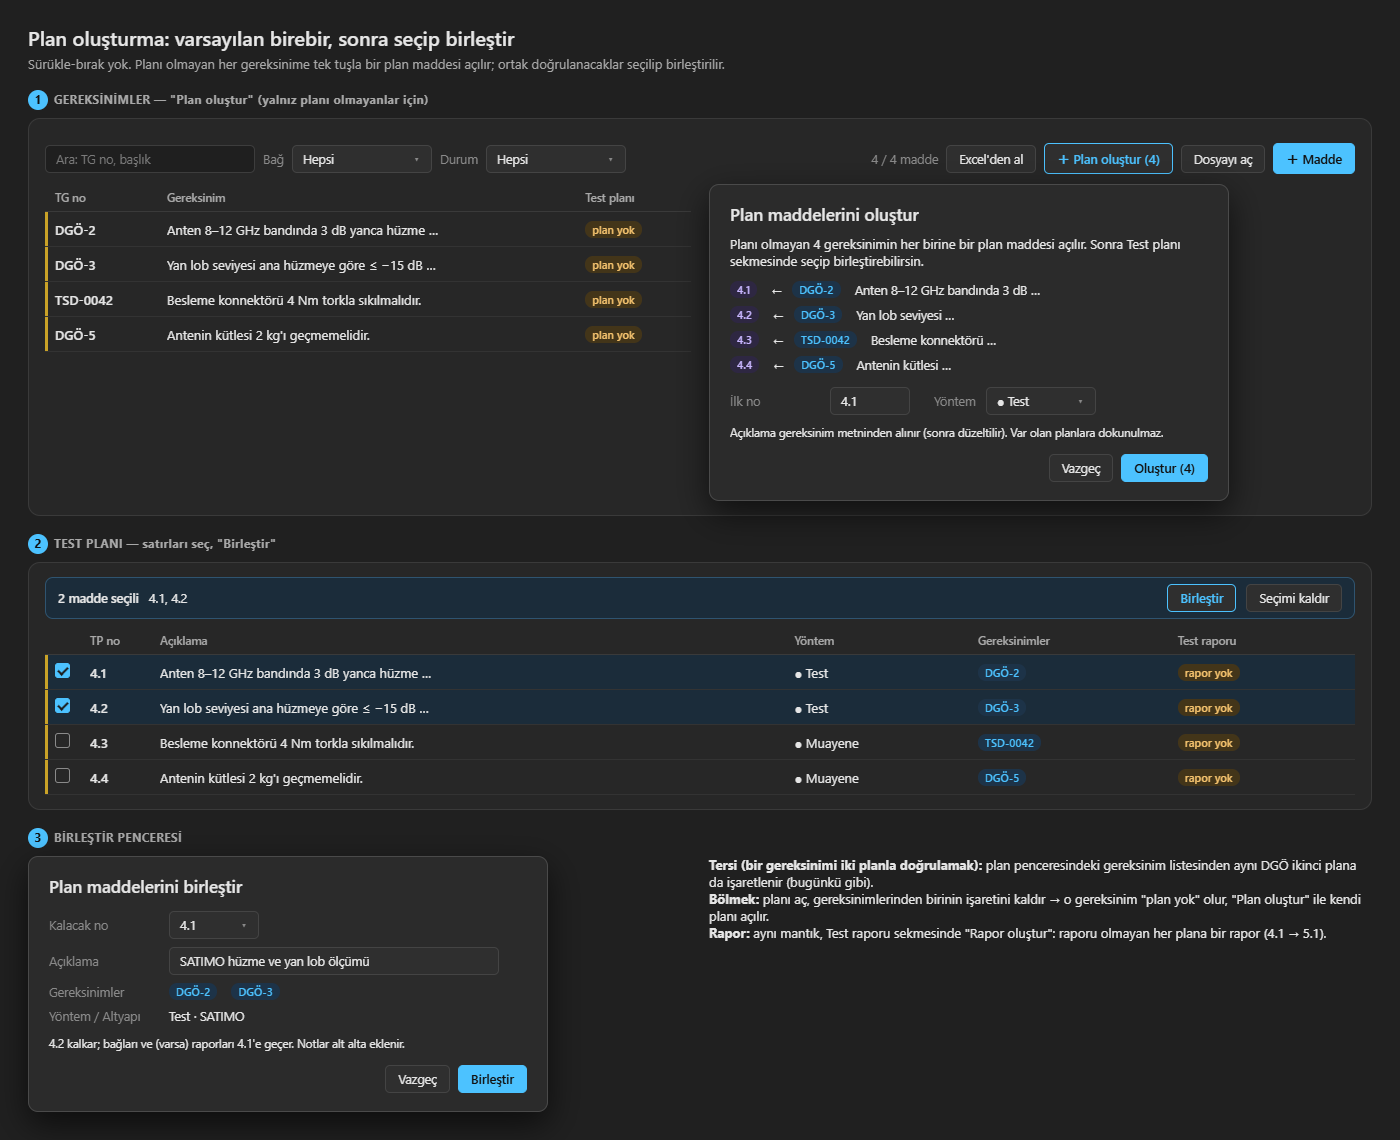 Plan oluşturma: varsayılan birebir, sonra seçip birleştir
Sürükle-bırak yok. Planı olmayan her gereksinime tek tuşla bir plan maddesi açılır; ortak doğrulanacaklar seçilip birleştirilir.
1 GEREKSİNİMLER — "Plan oluştur" (yalnız planı olmayanlar için)
Ara: TG no, başlık Bağ Hepsi Durum Hepsi 4 / 4 madde Excel'den al + Plan oluştur (4) Dosyayı aç + Madde
TG no Gereksinim Test planı
DGÖ-2 Anten 8–12 GHz bandında 3 dB yanca hüzme ... plan yok
DGÖ-3 Yan lob seviyesi ana hüzmeye göre ≤ −15 dB ... plan yok
TSD-0042 Besleme konnektörü 4 Nm torkla sıkılmalıdır. plan yok
DGÖ-5 Antenin kütlesi 2 kg'ı geçmemelidir. plan yok
Plan maddelerini oluştur
Planı olmayan 4 gereksinimin her birine bir plan maddesi açılır. Sonra Test planı
sekmesinde seçip birleştirebilirsin.
4.1 ← DGÖ-2 Anten 8–12 GHz bandında 3 dB ...
4.2 ← DGÖ-3 Yan lob seviyesi ...
4.3 ← TSD-0042 Besleme konnektörü ...
4.4 ← DGÖ-5 Antenin kütlesi ...
İlk no 4.1 Yöntem ● Test
Açıklama gereksinim metninden alınır (sonra düzeltilir). Var olan planlara dokunulmaz.
Vazgeç Oluştur (4)
2 TEST PLANI — satırları seç, "Birleştir"
2 madde seçili 4.1, 4.2 Birleştir Seçimi kaldır
TP no Açıklama Yöntem Gereksinimler Test raporu
4.1 Anten 8–12 GHz bandında 3 dB yanca hüzme ... ● Test DGÖ-2 rapor yok
4.2 Yan lob seviyesi ana hüzmeye göre ≤ −15 dB ... ● Test DGÖ-3 rapor yok
4.3 Besleme konnektörü 4 Nm torkla sıkılmalıdır. ● Muayene TSD-0042 rapor yok
4.4 Antenin kütlesi 2 kg'ı geçmemelidir. ● Muayene DGÖ-5 rapor yok
3 BİRLEŞTİR PENCERESİ
Plan maddelerini birleştir
Kalacak no 4.1
Açıklama SATIMO hüzme ve yan lob ölçümü
Gereksinimler DGÖ-2 DGÖ-3
Yöntem / Altyapı Test · SATIMO
4.2 kalkar; bağları ve (varsa) raporları 4.1'e geçer. Notlar alt alta eklenir.
Vazgeç Birleştir
Tersi (bir gereksinimi iki planla doğrulamak): plan penceresindeki gereksinim listesinden aynı DGÖ ikinci plana
da işaretlenir (bugünkü gibi).
Bölmek: planı aç, gereksinimlerinden birinin işaretini kaldır → o gereksinim "plan yok" olur, "Plan oluştur" ile kendi
planı açılır.
Rapor: aynı mantık, Test raporu sekmesinde "Rapor oluştur": raporu olmayan her plana bir rapor (4.1 → 5.1).